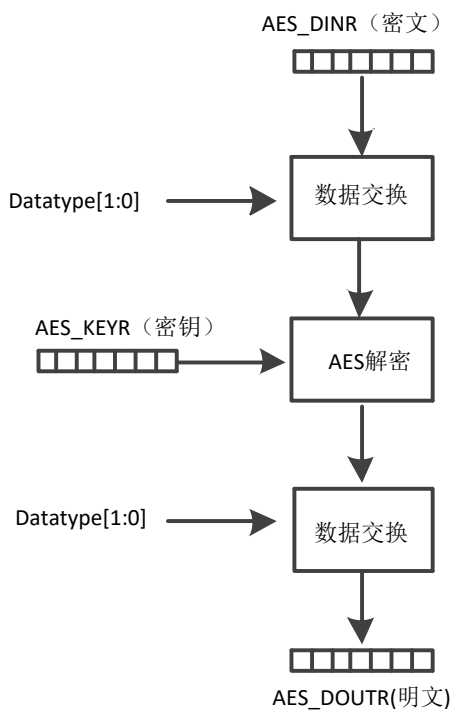 AES_DINR（密文）
数据交换
Datatype[1:0]
AES_KEYR（密钥）
AES解密
Datatype[1:0]
数据交换
AES_DOUTR(明文)